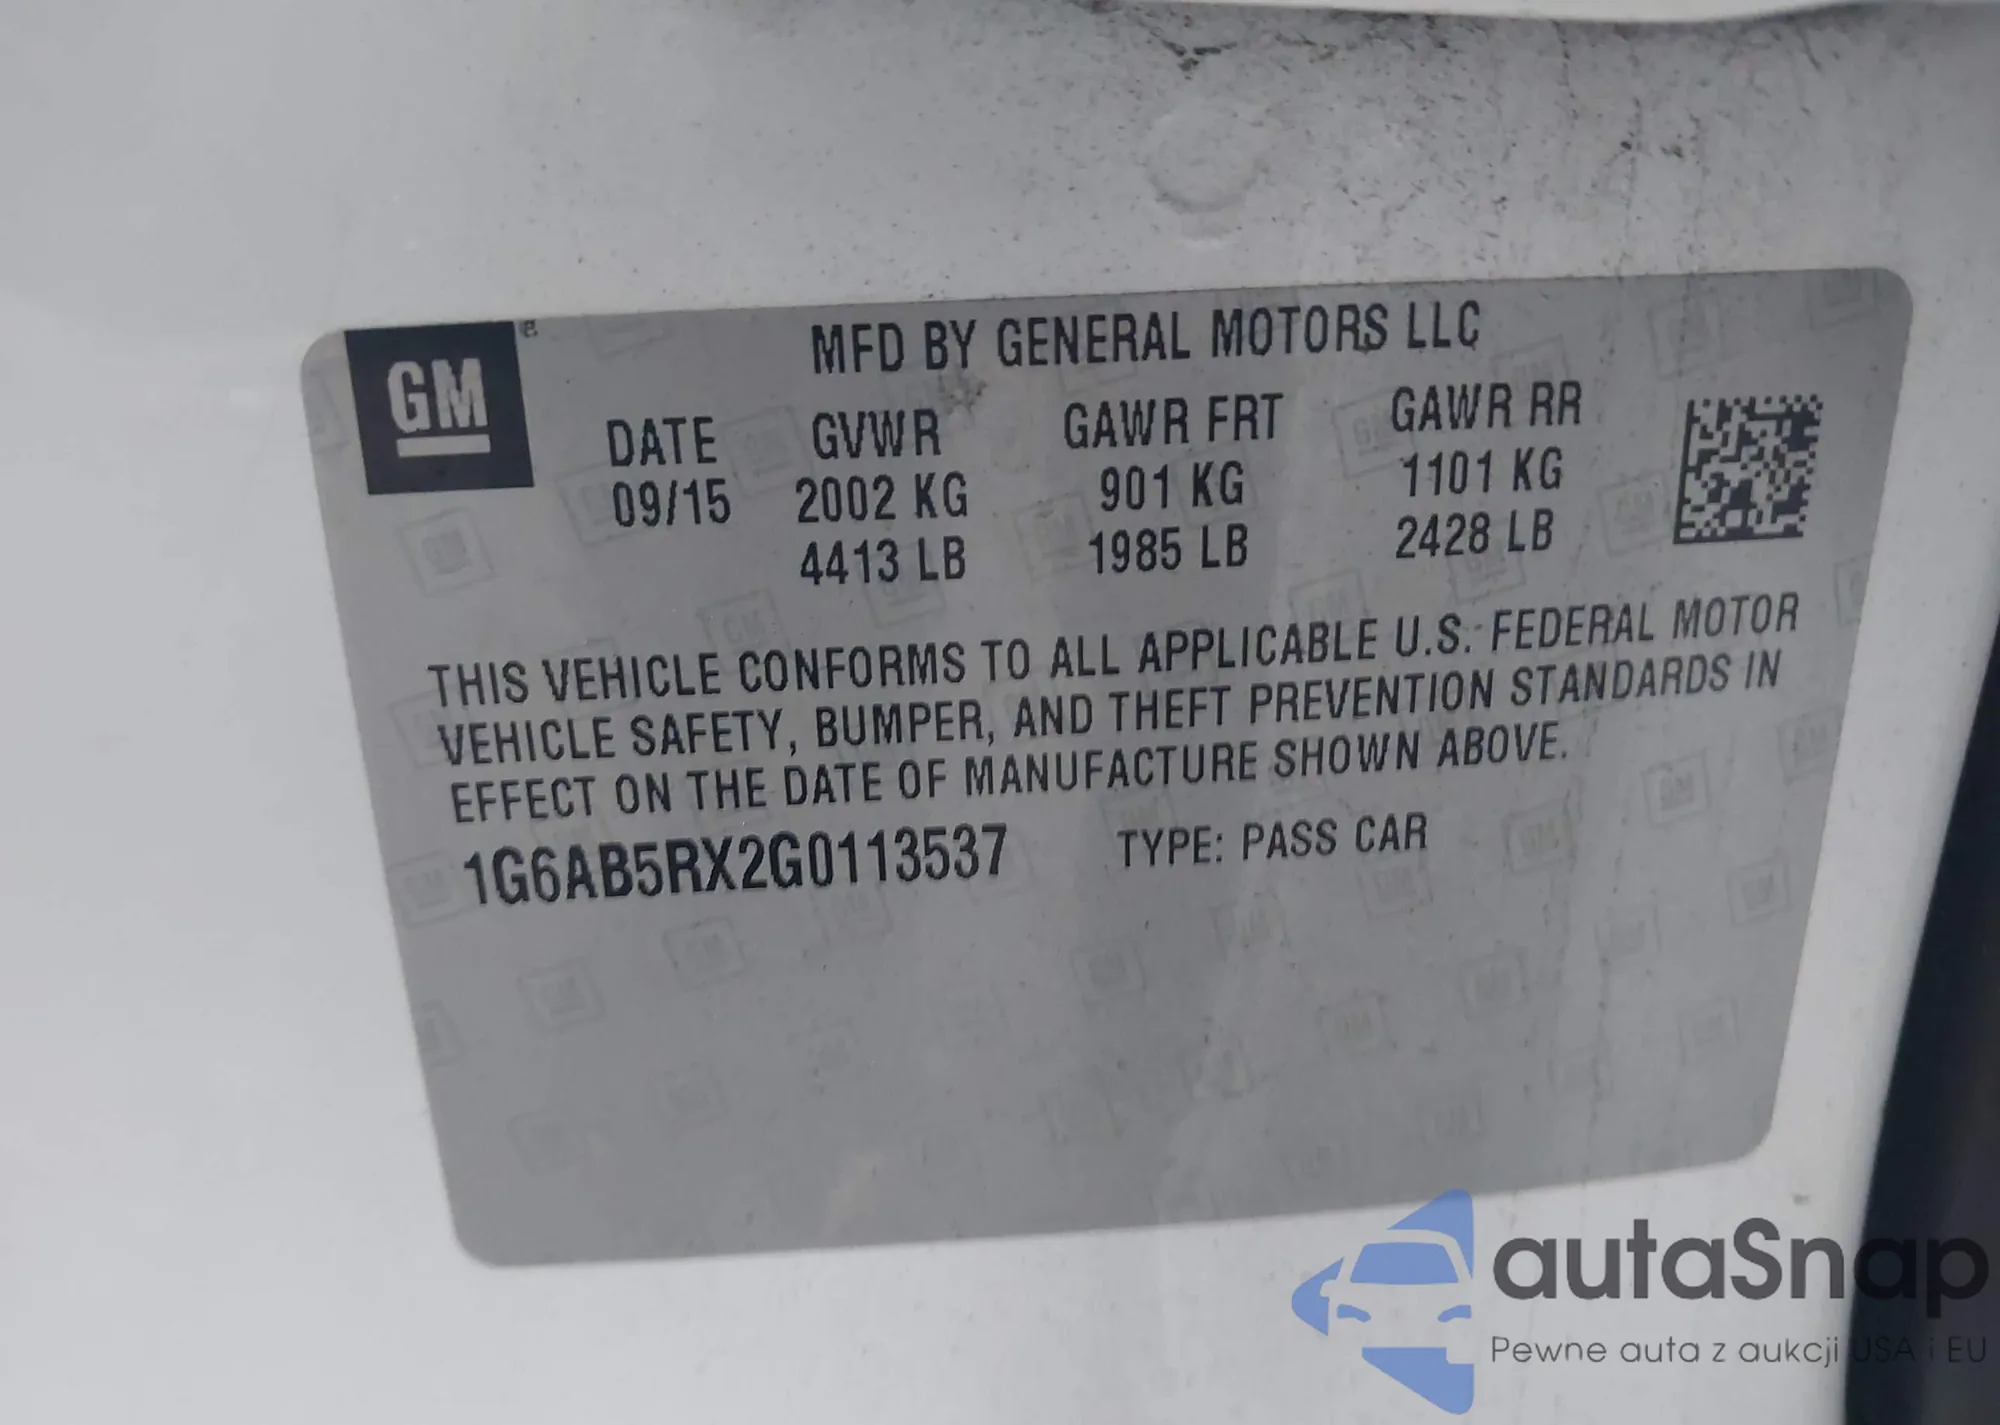 GM
MFD BY GENERAL MOTORS LLC
DATE GVWR GAWR FRT GAWR RR
09/15 2002 KG 901 KG 1101 KG
4413 LB 1985 LB 2428 LB
THIS VEHICLE CONFORMS TO ALL APPLICABLE U.S. FEDERAL MOTOR
VEHICLE SAFETY, BUMPER, AND THEFT PREVENTION STANDARDS IN
EFFECT ON THE DATE OF MANUFACTURE SHOWN ABOVE.
1G6AB5RX2G0113537 TYPE: PASS CAR
autaSnap
Pewne auta z aukcji USA i EU